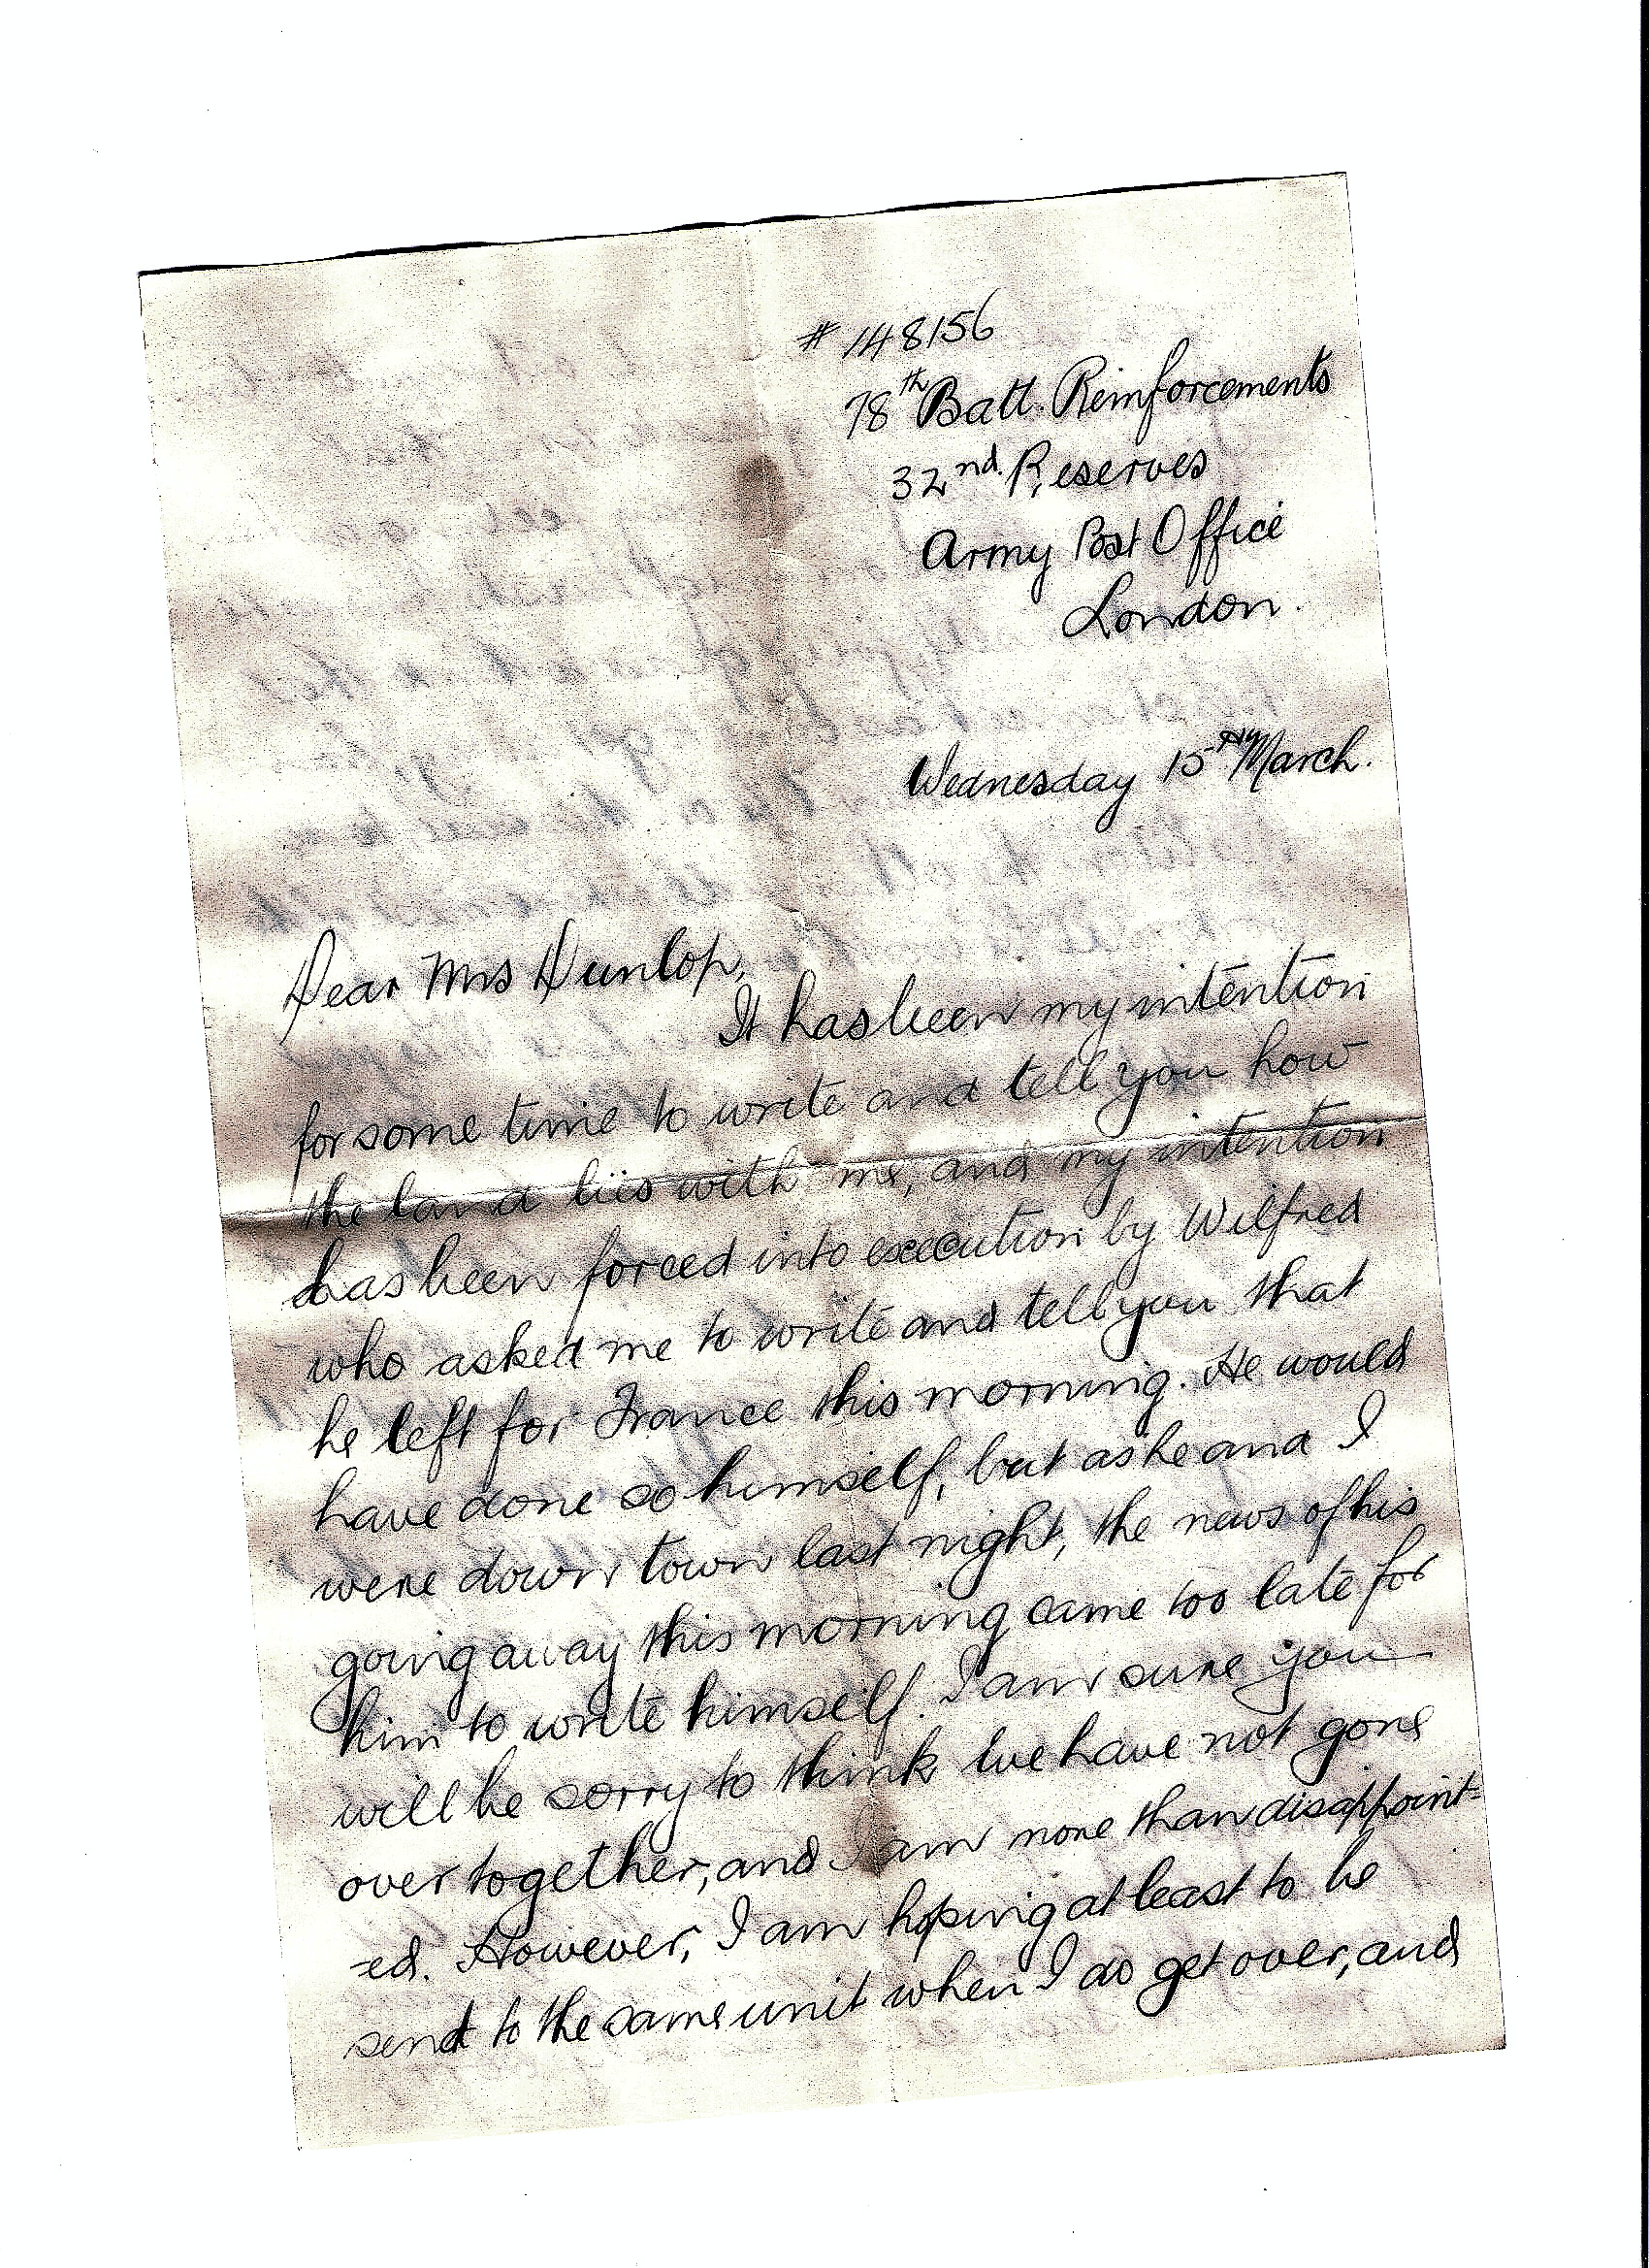 # 148156
78th Batt. Reinforcements
32nd. Reserves
Army Post Office
London.
Wednesday 15th March.
Dear Mrs Dunlop,
It has been my intention
for some time to write and tell you how
the land liis with me, and my intention
has been forced into execution by Wilfred
who asked me to write and tell you that
he left for France this morning. He would
have done so himself, but as he and I
were down town last night, the news of his
going away this morning came too late for
him to write himself. I am sure you
will be sorry to think we have not gone
over together, and I am more than disappoint-
-ed. However, I am hoping at least to be
sent to the same unit when I do get over, and